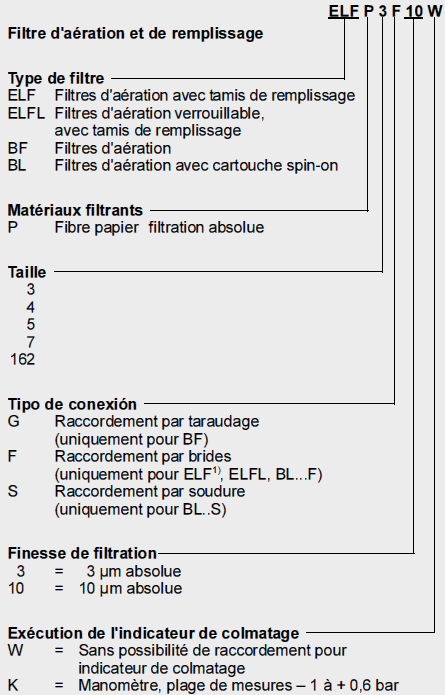 ELF P 3 F 10 W
Filtre d'aération et de remplissage
Type de filtre
ELF Filtres d'aération avec tamis de remplissage
ELFL Filtres d'aération verrouillable,
avec tamis de remplissage
BF Filtres d'aération
BL Filtres d'aération avec cartouche spin-on
Matériaux filtrants
P Fibre papier filtration absolue
Taille
3
4
5
7
162
Tipo de conexión
G Raccordement par taraudage
(uniquement pour BF)
F Raccordement par brides
(uniquement pour ELF1), ELFL, BL...F)
S Raccordement par soudure
(uniquement pour BL..S)
Finesse de filtration
3 = 3 µm absolue
10 = 10 µm absolue
Exécution de l'indicateur de colmatage
W = Sans possibilité de raccordement pour
indicateur de colmatage
K = Manomètre, plage de mesures – 1 à + 0,6 bar